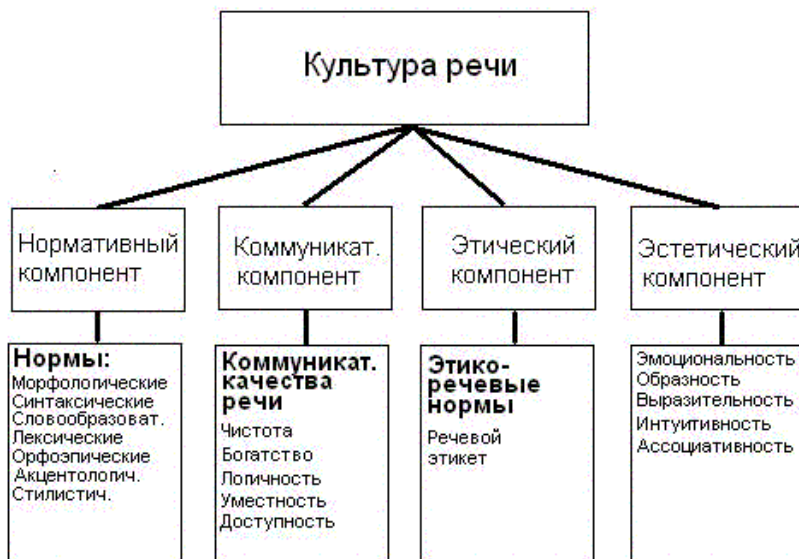 Культура речи
Нормативный
компонент
Коммуникат.
компонент
Этический
компонент
Эстетический
компонент
Нормы:
Морфологические
Синтаксические
Словообразоват.
Лексические
Орфоэпические
Акцентологич.
Стилистич.
Коммуникат.
качества
речи
Чистота
Богатство
Логичность
Уместность
Доступность
Этико-
речевые
нормы
Речевой
этикет
Эмоциональность
Образность
Выразительность
Интуитивность
Ассоциативность